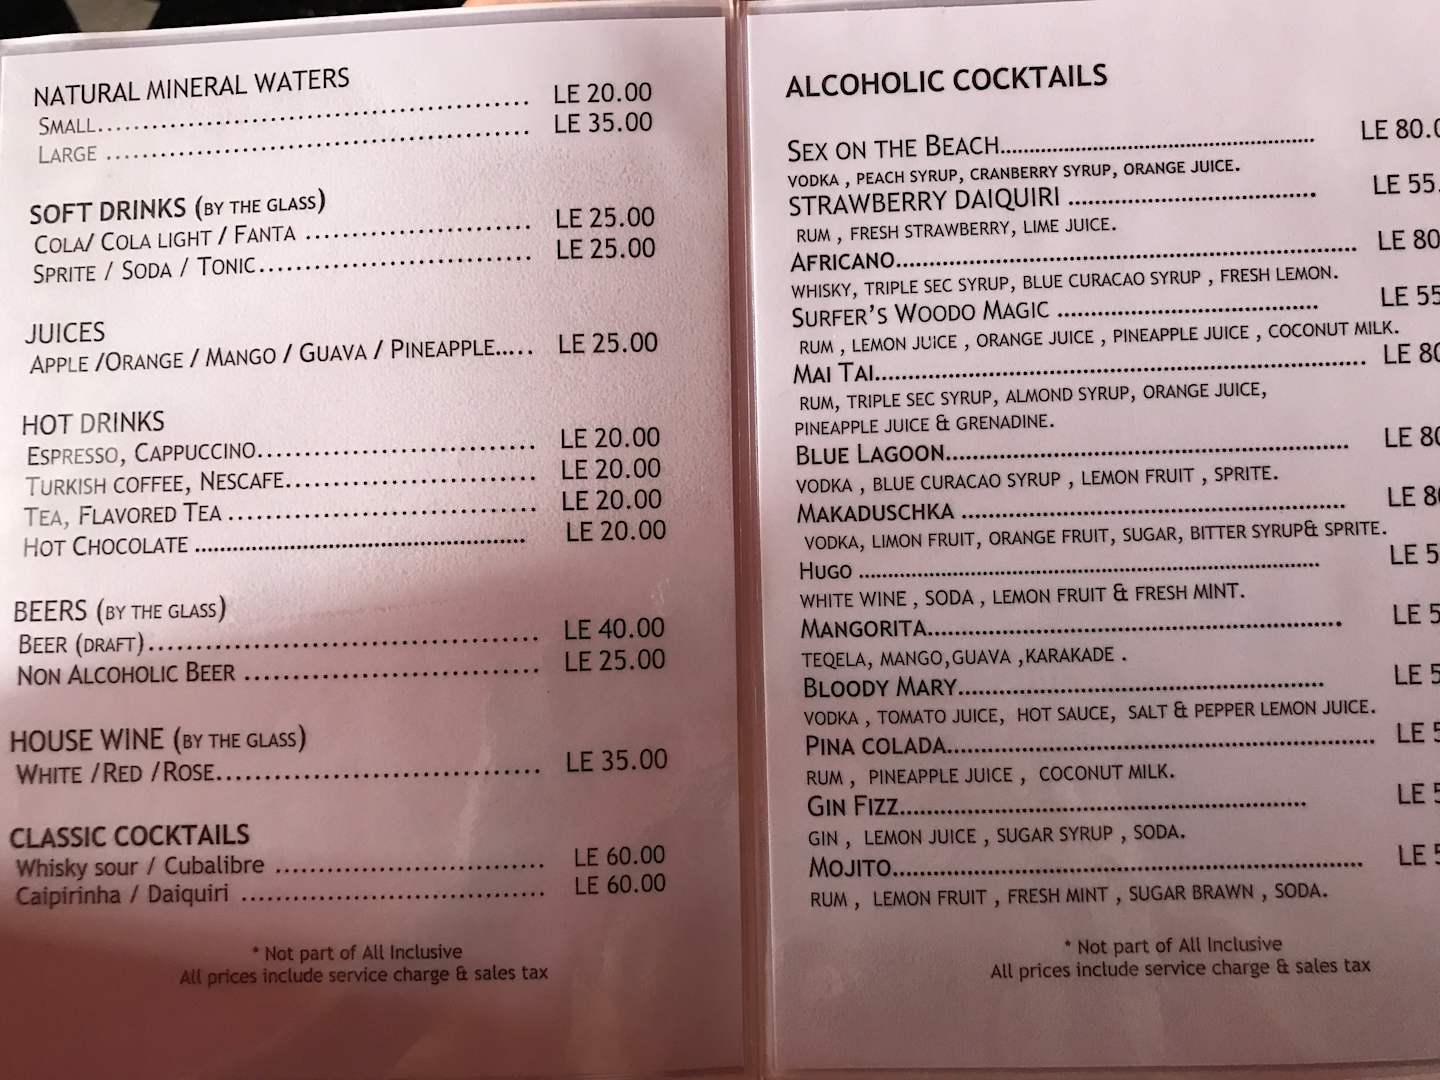 NATURAL MINERAL WATERS
SMALL.................................................. LE 20.00
LARGE .................................................. LE 35.00
SOFT DRINKS (BY THE GLASS)
COLA/ COLA LIGHT / FANTA .......................... LE 25.00
SPRITE / SODA / TONIC............................... LE 25.00
JUICES
APPLE /ORANGE / MANGO / GUAVA / PINEAPPLE..... LE 25.00
HOT DRINKS
ESPRESSO, CAPPUCCINO............................... LE 20.00
TURKISH COFFEE, NESCAFE............................ LE 20.00
TEA, FLAVORED TEA ................................... LE 20.00
HOT CHOCOLATE ....................................... LE 20.00
BEERS (BY THE GLASS)
BEER (DRAFT)............................................ LE 40.00
NON ALCOHOLIC BEER ................................. LE 25.00
HOUSE WINE (BY THE GLASS)
WHITE /RED /ROSE..................................... LE 35.00
CLASSIC COCKTAILS
Whisky sour / Cubalibre ............................... LE 60.00
Caipirinha / Daiquiri ................................... LE 60.00
* Not part of All Inclusive
All prices include service charge & sales tax
ALCOHOLIC COCKTAILS
SEX ON THE BEACH............................................ LE 80.0
VODKA , PEACH SYRUP, CRANBERRY SYRUP, ORANGE JUICE.
STRAWBERRY DAIQUIRI .................................. LE 55.
RUM , FRESH STRAWBERRY, LIME JUICE.
AFRICANO................................................................ LE 80
WHISKY, TRIPLE SEC SYRUP, BLUE CURACAO SYRUP , FRESH LEMON.
SURFER'S WOODO MAGIC .................................... LE 55
RUM , LEMON JUICE , ORANGE JUICE , PINEAPPLE JUICE , COCONUT MILK.
MAI TAI.................................................................... LE 80
RUM, TRIPLE SEC SYRUP, ALMOND SYRUP, ORANGE JUICE,
PINEAPPLE JUICE & GRENADINE.
BLUE LAGOON......................................................... LE 80
VODKA , BLUE CURACAO SYRUP , LEMON FRUIT , SPRITE.
MAKADUSCHKA ...................................................... LE 80
VODKA, LIMON FRUIT, ORANGE FRUIT, SUGAR, BITTER SYRUP& SPRITE.
HUGO .................................................................. LE 5
WHITE WINE , SODA , LEMON FRUIT & FRESH MINT.
MANGORITA........................................................... LE 5
TEQELA, MANGO,GUAVA ,KARAKADE .
BLOODY MARY...................................................... LE 5
VODKA , TOMATO JUICE, HOT SAUCE, SALT & PEPPER LEMON JUICE.
PINA COLADA........................................................... LE 5
RUM , PINEAPPLE JUICE , COCONUT MILK.
GIN FIZZ........................................................... LE 5
GIN , LEMON JUICE , SUGAR SYRUP , SODA.
MOJITO.................................................................. LE 5
RUM , LEMON FRUIT , FRESH MINT , SUGAR BRAWN , SODA.
* Not part of All Inclusive
All prices include service charge & sales tax